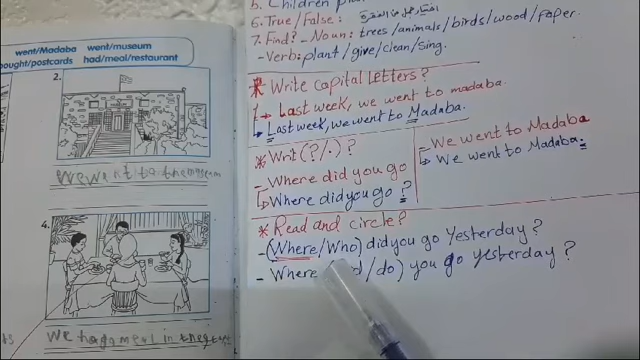 went/Madaba went/museum
ought/postcards had/meal/restaurant
2.
We went to the museum
4.
We ha a meal in the
5. Children
6. True / False :
7. Find? - Noun: trees/animals/birds/wood/paper.
- Verb: plant/give/clean/sing.
* Write capital letters?
- Last week, we went to madaba.
Last week, we went to Madaba.
* Writ (?/.) ?
- Where did you go
Where did you go ?
- We went to Madaba
We went to Madaba.
* Read and circle?
- (Where/Who) did you go Yesterday?
- Where d/do) you go yesterday?